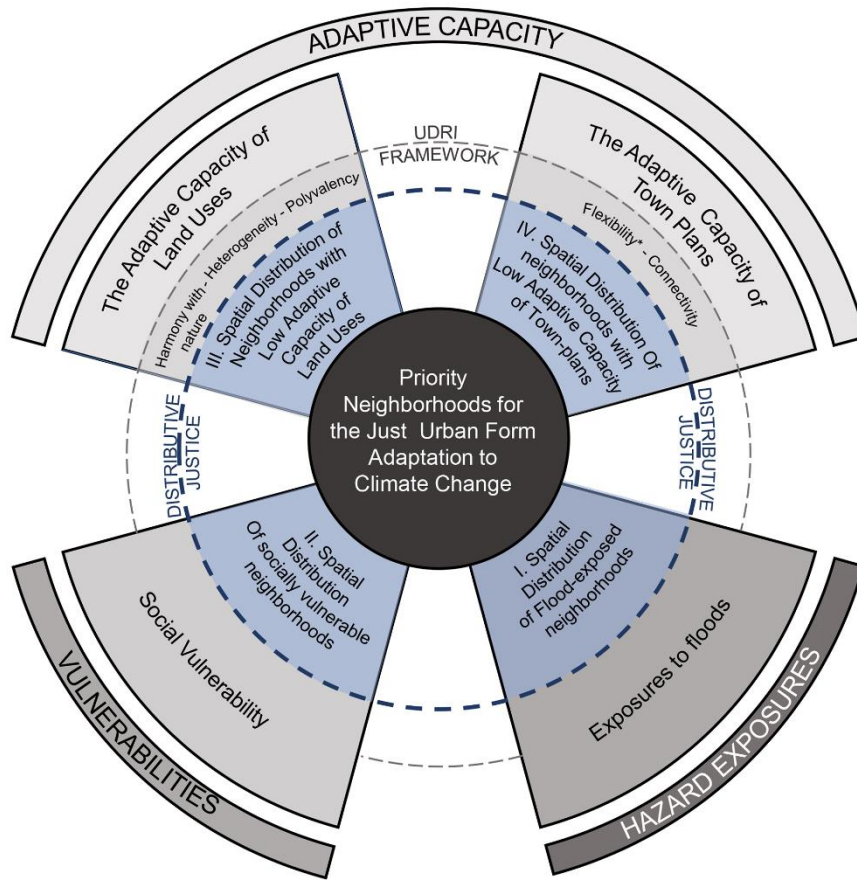 ADAPTIVE CAPACITY
The Adaptive Capacity of
Land Uses
Harmony with - Heterogeneity - Polyvalency
nature
III. Spatial Distribution of
Neighborhoods with
Low Adaptive
Capacity of
Land Uses
UDRI
FRAMEWORK
The Adaptive Capacity of
Town Plans
Flexibility* - Connectivity
IV. Spatial Distribution Of
neighborhoods with
Low Adaptive Capacity
of Town-plans
Priority
Neighborhoods for
the Just Urban Form
Adaptation to
Climate Change
DISTRIBUTIVE
JUSTICE
DISTRIBUTIVE
JUSTICE
II. Spatial
Distribution
Of socially vulnerable
neighborhoods
Social Vulnerability
VULNERABILITIES
I. Spatial
Distribution
of Flood-exposed
neighborhoods
Exposures to floods
HAZARD EXPOSURES